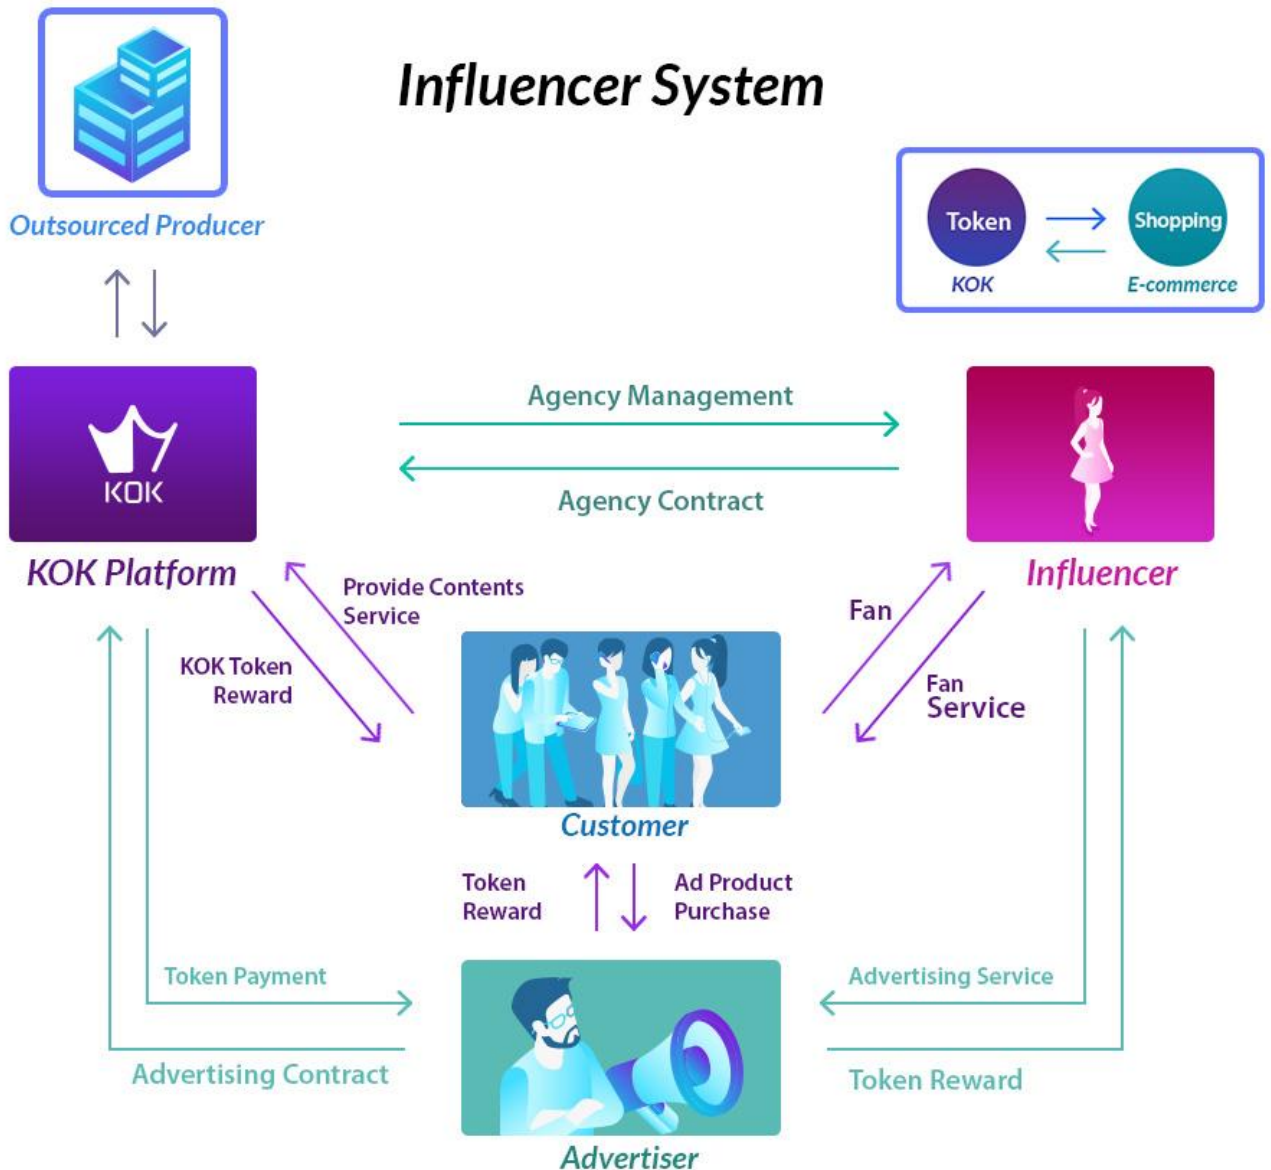 Influencer System
Outsourced Producer
Token
Shopping
KOK
E-commerce
Agency Management
KOK
Agency Contract
KOK Platform
Influencer
Provide Contents
Service
Fan
KOK Token
Reward
Fan
Service
Customer
Token
Reward
Ad Product
Purchase
Token Payment
Advertising Service
Advertising Contract
Token Reward
Advertiser